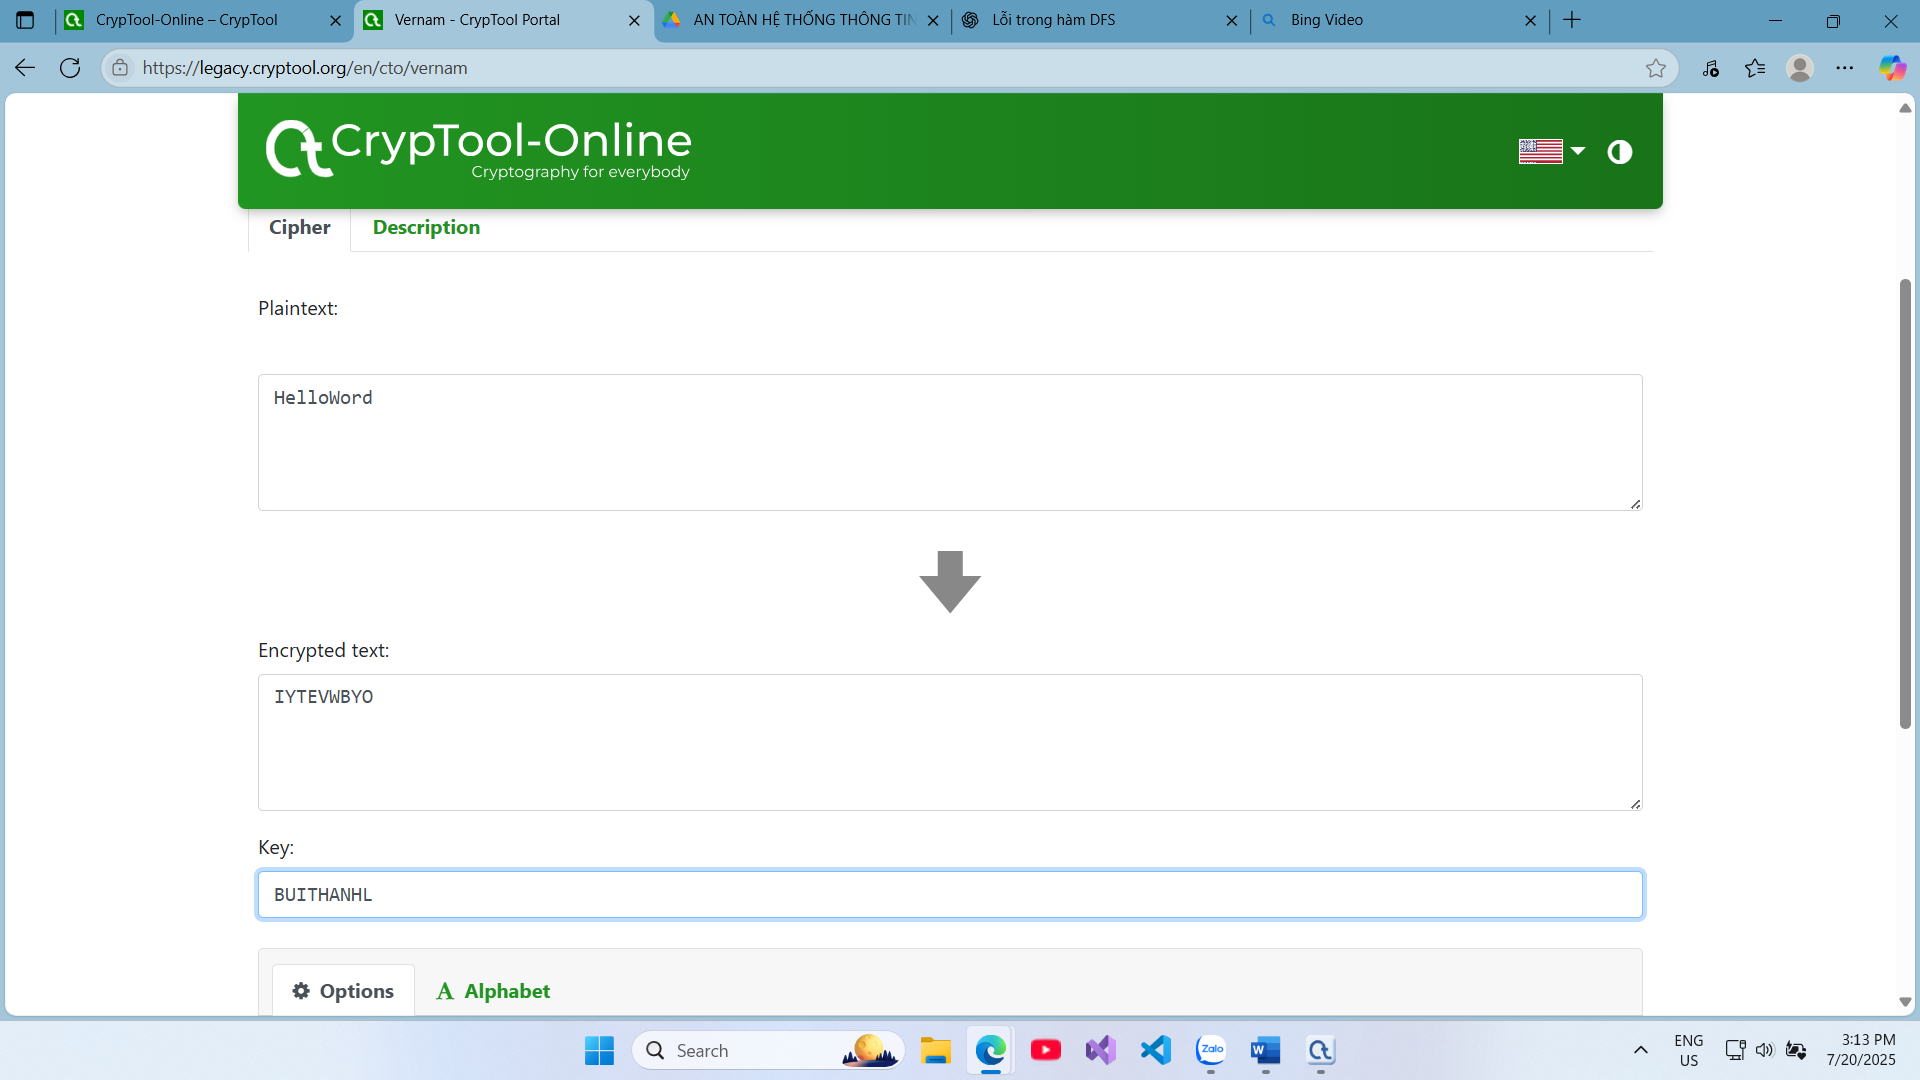 CrypTool-Online – CrypTool
Vernam - CrypTool Portal
AN TOÀN HỆ THỐNG THÔNG TIN
Lỗi trong hàm DFS
Bing Video
https://legacy.cryptool.org/en/cto/vernam
CrypTool-Online
Cryptography for everybody
Cipher
Description
Plaintext:
HelloWord
Encrypted text:
IYTEVWBYO
Key:
BUITHANHL
Options
Alphabet
Search
Zalo
ENG
US
3:13 PM
7/20/2025